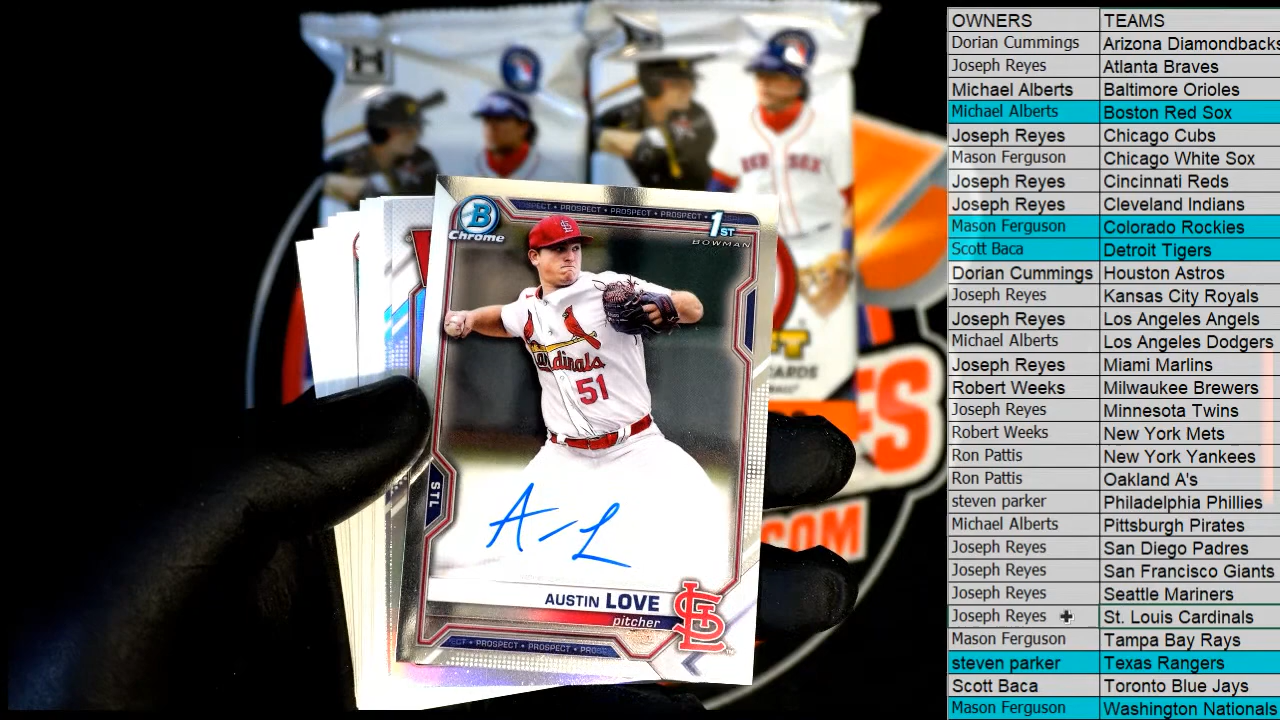 B
Chrome
PROSPECT • PROSPECT • PROSPECT
1ST
BOWMAN
RED SOX
Cardinals
51
STL
A-L
AUSTIN LOVE
pitcher
STL
PROSPECT • PROSPECT
CARDS
ES
COM
OWNERS TEAMS
Dorian Cummings Arizona Diamondbacks
Joseph Reyes Atlanta Braves
Michael Alberts Baltimore Orioles
Michael Alberts Boston Red Sox
Joseph Reyes Chicago Cubs
Mason Ferguson Chicago White Sox
Joseph Reyes Cincinnati Reds
Joseph Reyes Cleveland Indians
Mason Ferguson Colorado Rockies
Scott Baca Detroit Tigers
Dorian Cummings Houston Astros
Joseph Reyes Kansas City Royals
Joseph Reyes Los Angeles Angels
Michael Alberts Los Angeles Dodgers
Joseph Reyes Miami Marlins
Robert Weeks Milwaukee Brewers
Joseph Reyes Minnesota Twins
Robert Weeks New York Mets
Ron Pattis New York Yankees
Ron Pattis Oakland A's
steven parker Philadelphia Phillies
Michael Alberts Pittsburgh Pirates
Joseph Reyes San Diego Padres
Joseph Reyes San Francisco Giants
Joseph Reyes Seattle Mariners
Joseph Reyes St. Louis Cardinals
Mason Ferguson Tampa Bay Rays
steven parker Texas Rangers
Scott Baca Toronto Blue Jays
Mason Ferguson Washington Nationals